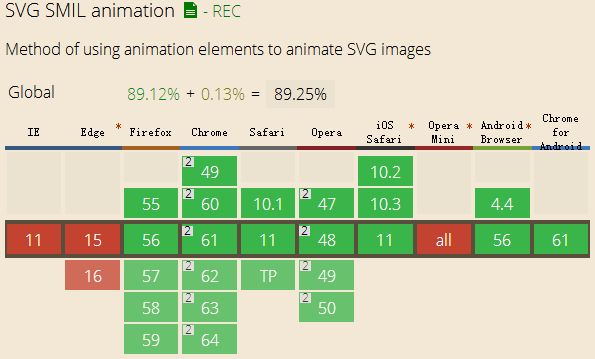 SVG SMIL animation - REC
Method of using animation elements to animate SVG images
Global 89.12% + 0.13% = 89.25%
IE Edge * Firefox Chrome Safari Opera iOS Safari * Opera Mini * Android Browser * Chrome for Android
2 49 10.2
55 2 60 10.1 2 47 10.3 4.4
11 15 56 2 61 11 2 48 11 all 56 61
16 57 2 62 TP 2 49
58 2 63 2 50
59 2 64